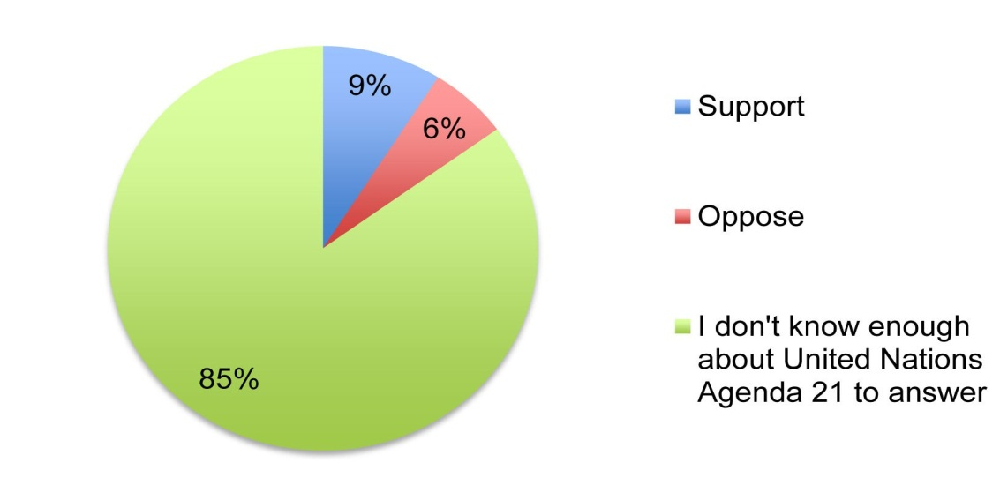 9%
6%
85%
Support
Oppose
I don't know enough
about United Nations
Agenda 21 to answer